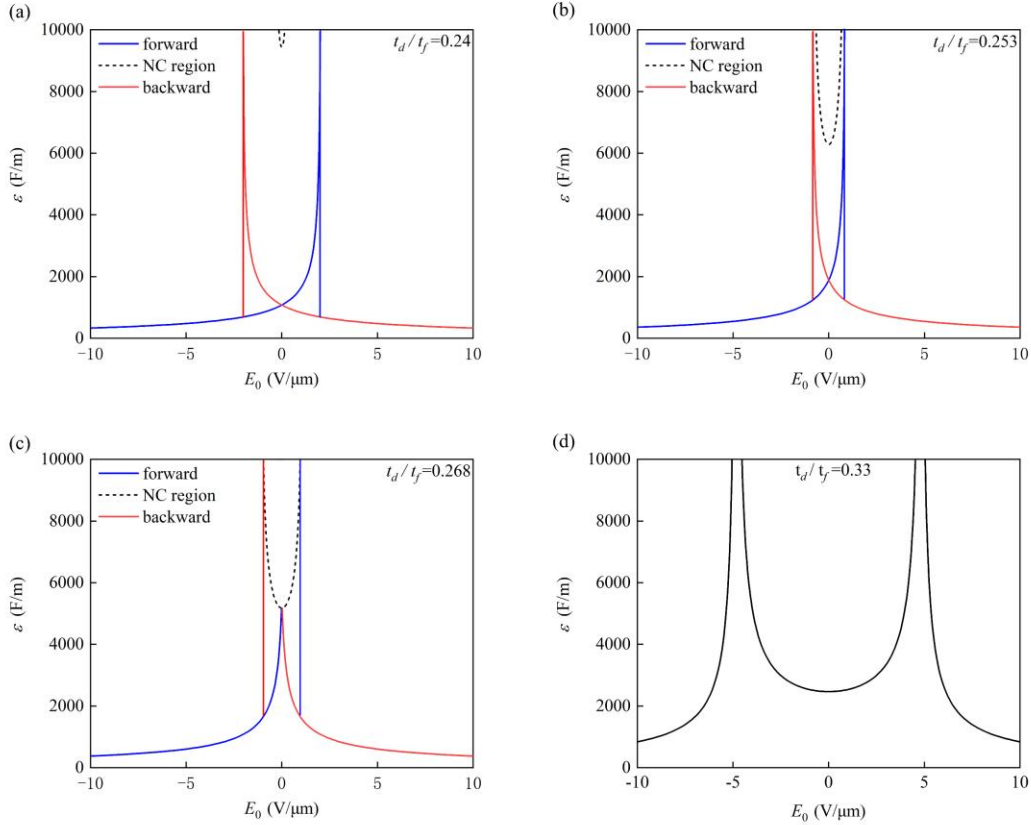 (a)
10000
8000
6000
4000
2000
0
ε (F/m)
forward
NC region
backward
t_d / t_f=0.24
−10
−5
0
5
10
E₀ (V/μm)
(b)
10000
8000
6000
4000
2000
0
ε (F/m)
forward
NC region
backward
t_d / t_f=0.253
−10
−5
0
5
10
E₀ (V/μm)
(c)
10000
8000
6000
4000
2000
0
ε (F/m)
forward
NC region
backward
t_d / t_f=0.268
−10
−5
0
5
10
E₀ (V/μm)
(d)
10000
8000
6000
4000
2000
0
ε (F/m)
t_d / t_f=0.33
-10
-5
0
5
10
E₀ (V/μm)